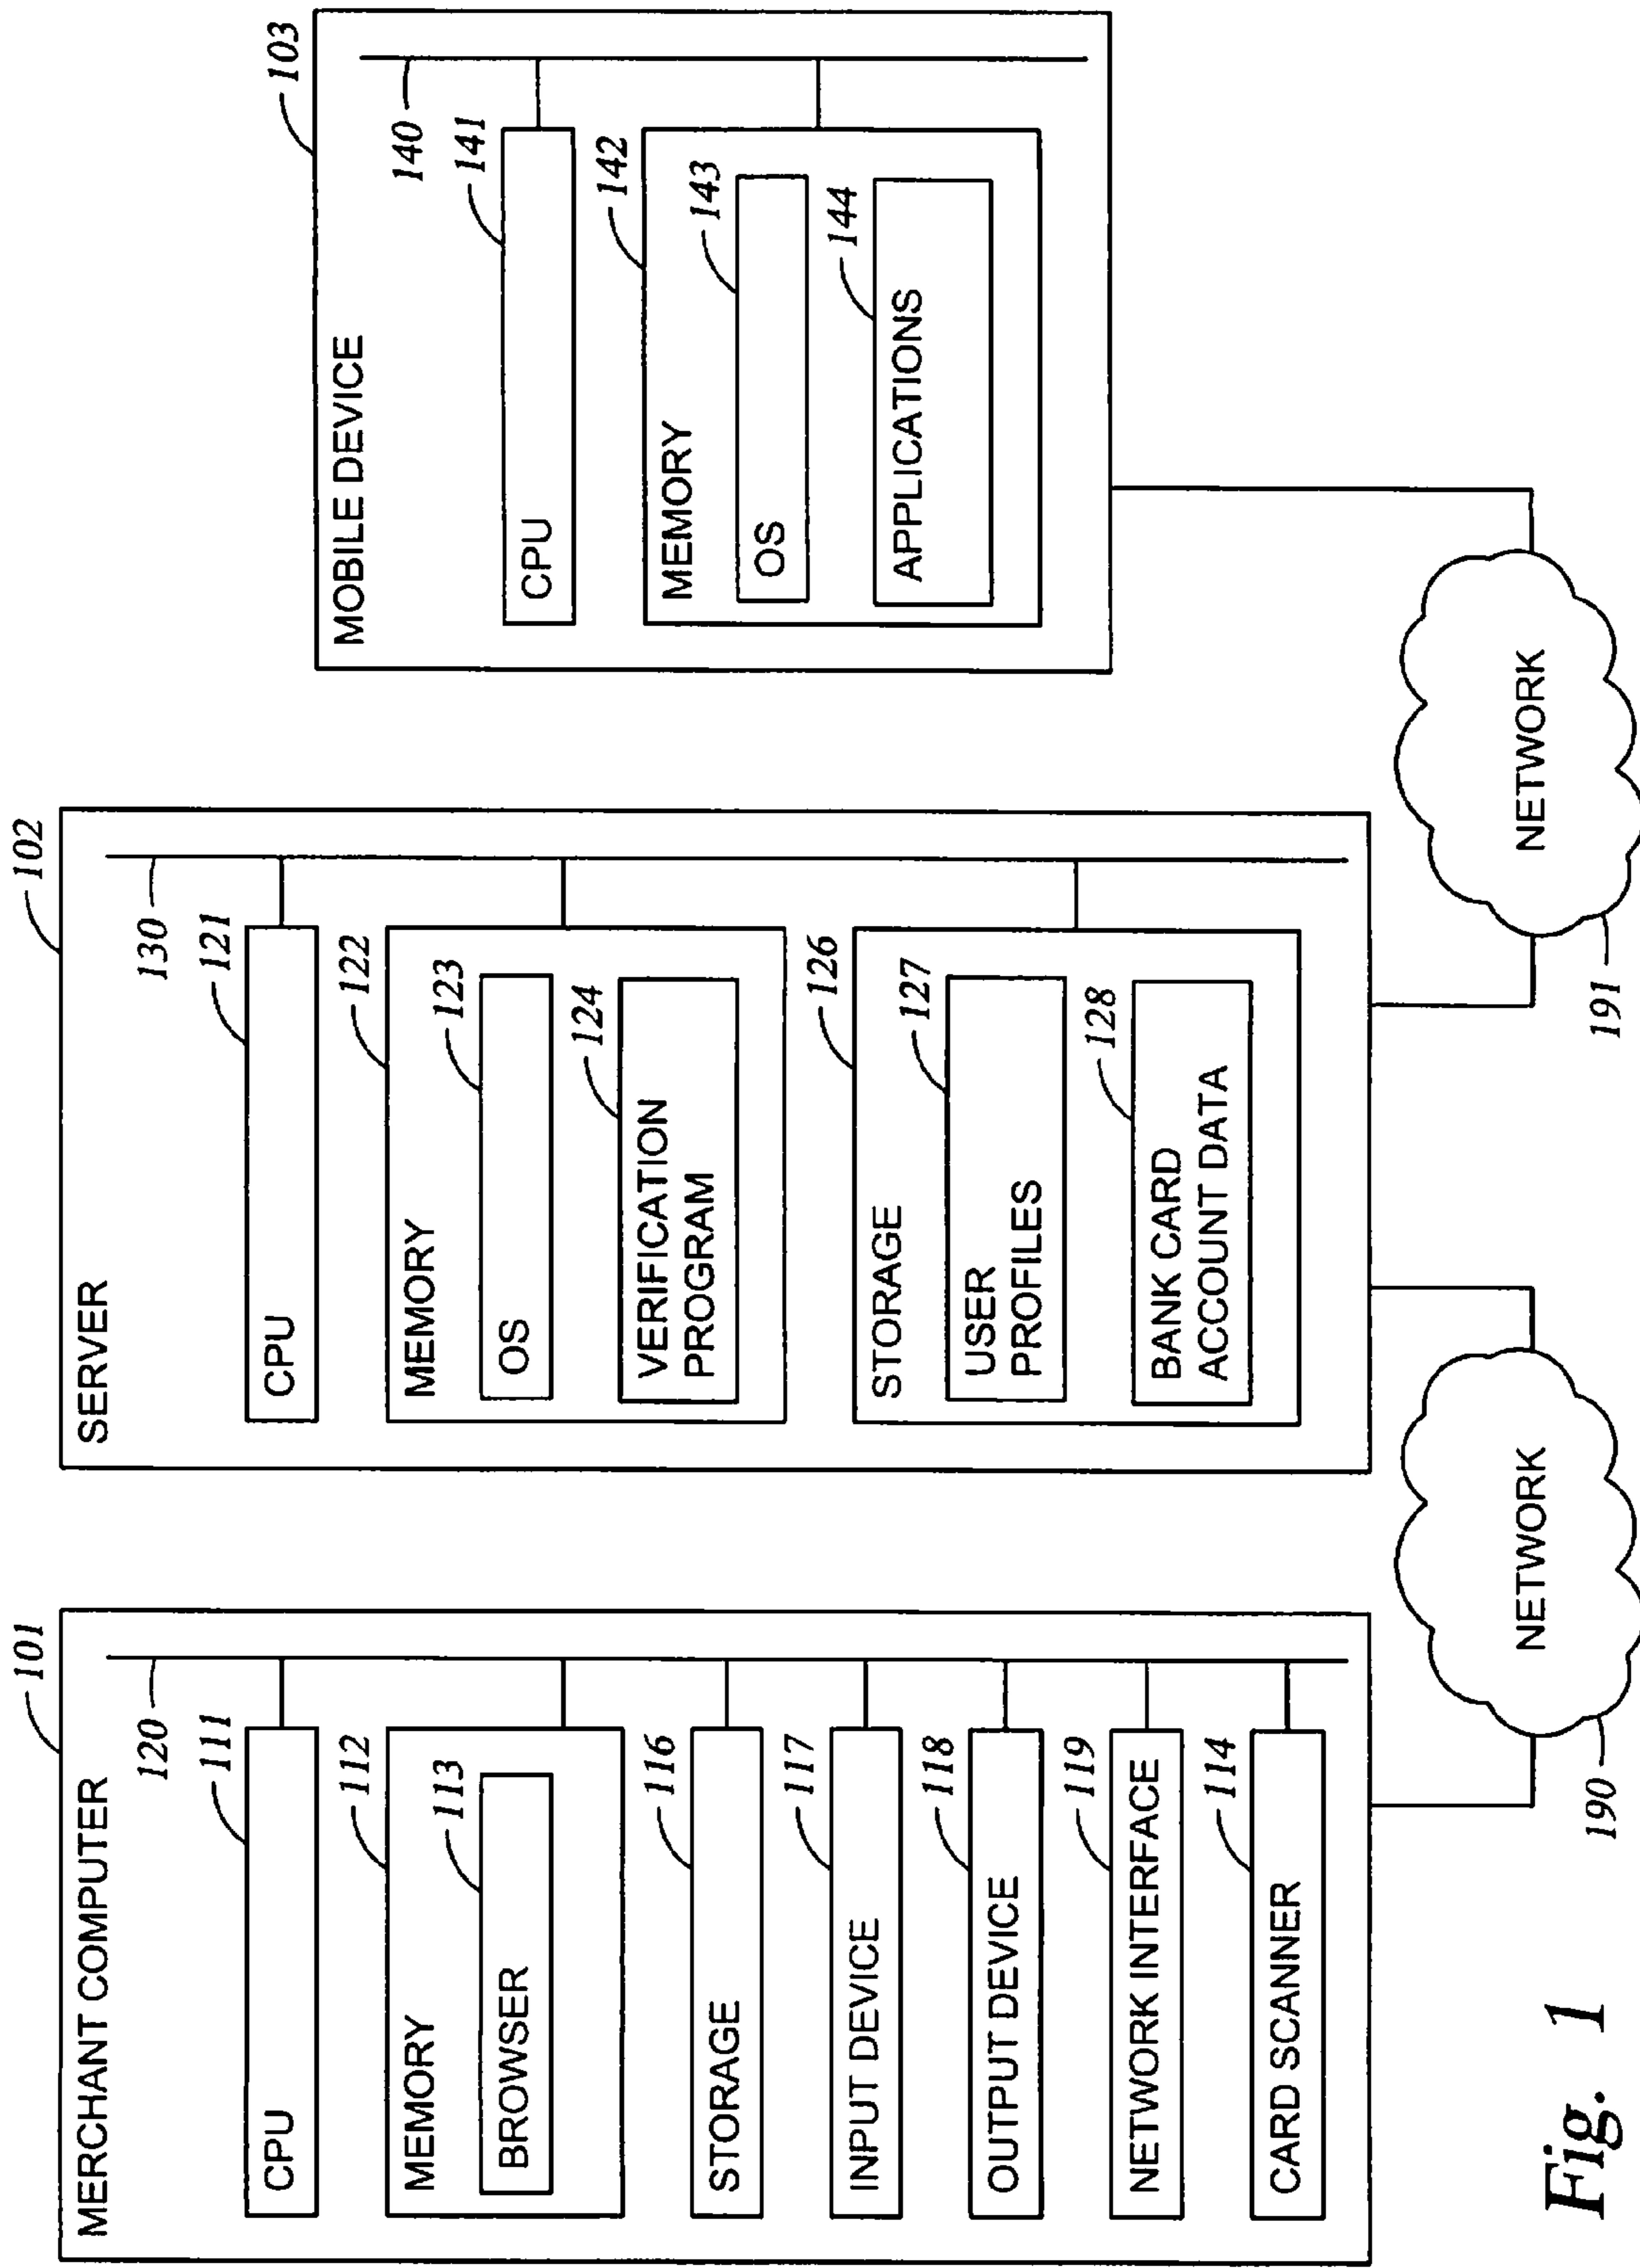 101
MERCHANT COMPUTER
120
111
CPU
112
MEMORY
113
BROWSER
116
STORAGE
117
INPUT DEVICE
118
OUTPUT DEVICE
119
NETWORK INTERFACE
114
CARD SCANNER
102
SERVER
130
121
CPU
122
MEMORY
123
OS
124
VERIFICATION
PROGRAM
126
STORAGE
127
USER
PROFILES
128
BANK CARD
ACCOUNT DATA
103
MOBILE DEVICE
140
141
CPU
142
MEMORY
143
OS
144
APPLICATIONS
NETWORK
190
NETWORK
191
Fig. 1